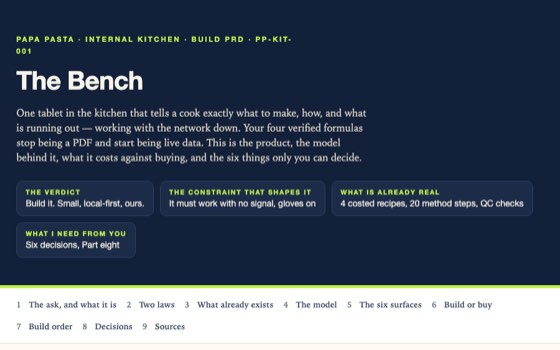 PAPA PASTA · INTERNAL KITCHEN · BUILD PRD · PP-KIT-
001
The Bench
One tablet in the kitchen that tells a cook exactly what to make, how, and what
is running out — working with the network down. Your four verified formulas
stop being a PDF and start being live data. This is the product, the model
behind it, what it costs against buying, and the six things only you can decide.
THE VERDICT
Build it. Small, local-first, ours.
THE CONSTRAINT THAT SHAPES IT
It must work with no signal, gloves on
WHAT IS ALREADY REAL
4 costed recipes, 20 method steps, QC checks
WHAT I NEED FROM YOU
Six decisions, Part eight
1 The ask, and what it is 2 Two laws 3 What already exists 4 The model 5 The six surfaces 6 Build or buy
7 Build order 8 Decisions 9 Sources